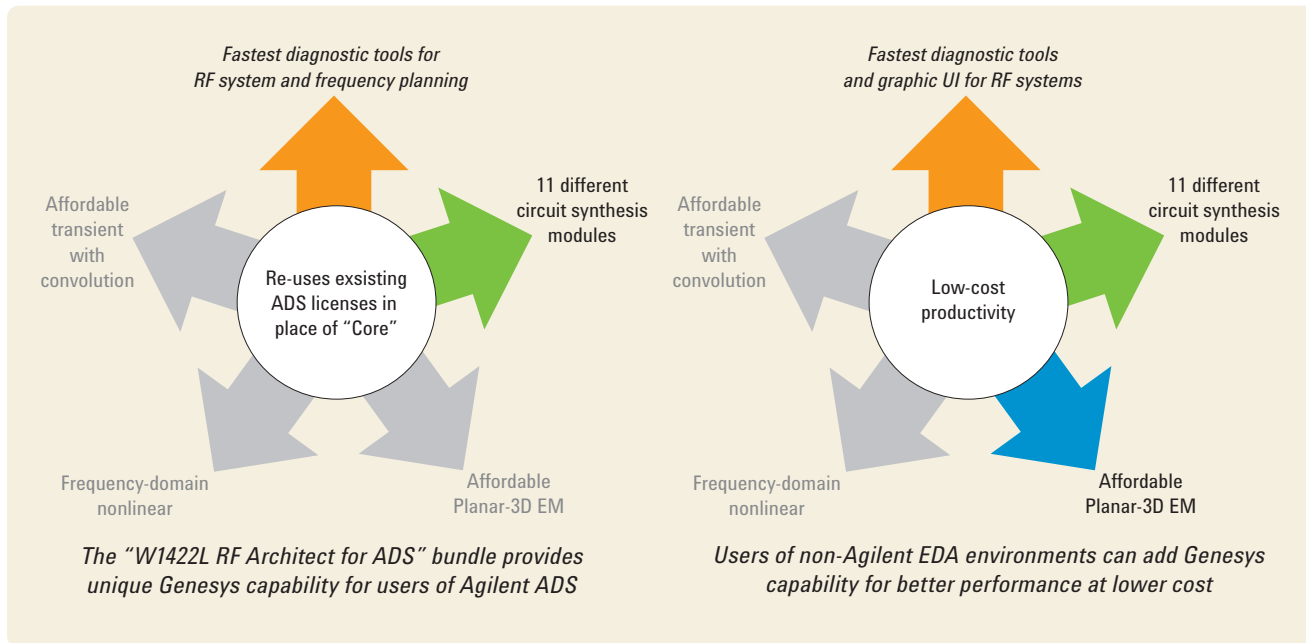 Fastest diagnostic tools for
RF system and frequency planning
11 different
circuit synthesis
modules
Affordable
transient
with
convolution
Re-uses exsisting
ADS licenses in
place of “Core”
Frequency-domain
nonlinear
Affordable
Planar-3D EM
The “W1422L RF Architect for ADS” bundle provides
unique Genesys capability for users of Agilent ADS
Fastest diagnostic tools
and graphic UI for RF systems
11 different
circuit synthesis
modules
Affordable
transient
with
convolution
Low-cost
productivity
Frequency-domain
nonlinear
Affordable
Planar-3D EM
Users of non-Agilent EDA environments can add Genesys
capability for better performance at lower cost